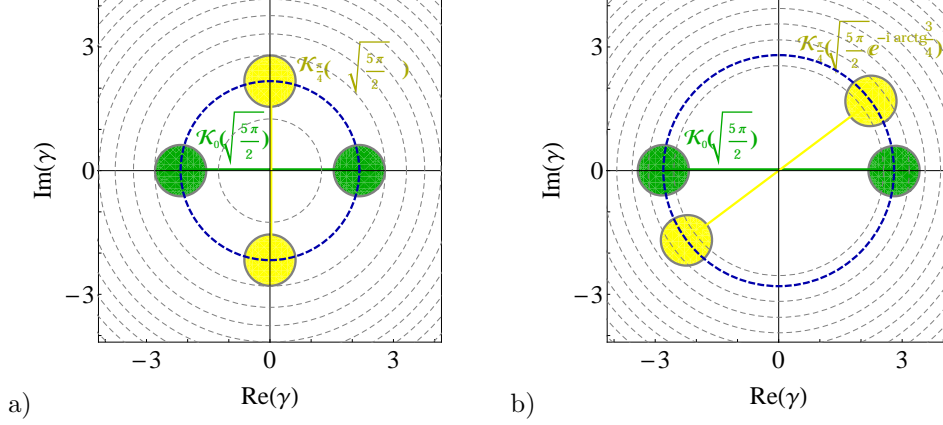 a)
Im(γ)
3
0
−3
𝒦_{π/4}(√(5π/2))
𝒦_0(√(5π/2))
−3 0 3
Re(γ)
b)
Im(γ)
3
0
−3
𝒦_{π/4}(√(5π/2) e^{-i arctg 3/4})
𝒦_0(√(5π/2))
−3 0 3
Re(γ)